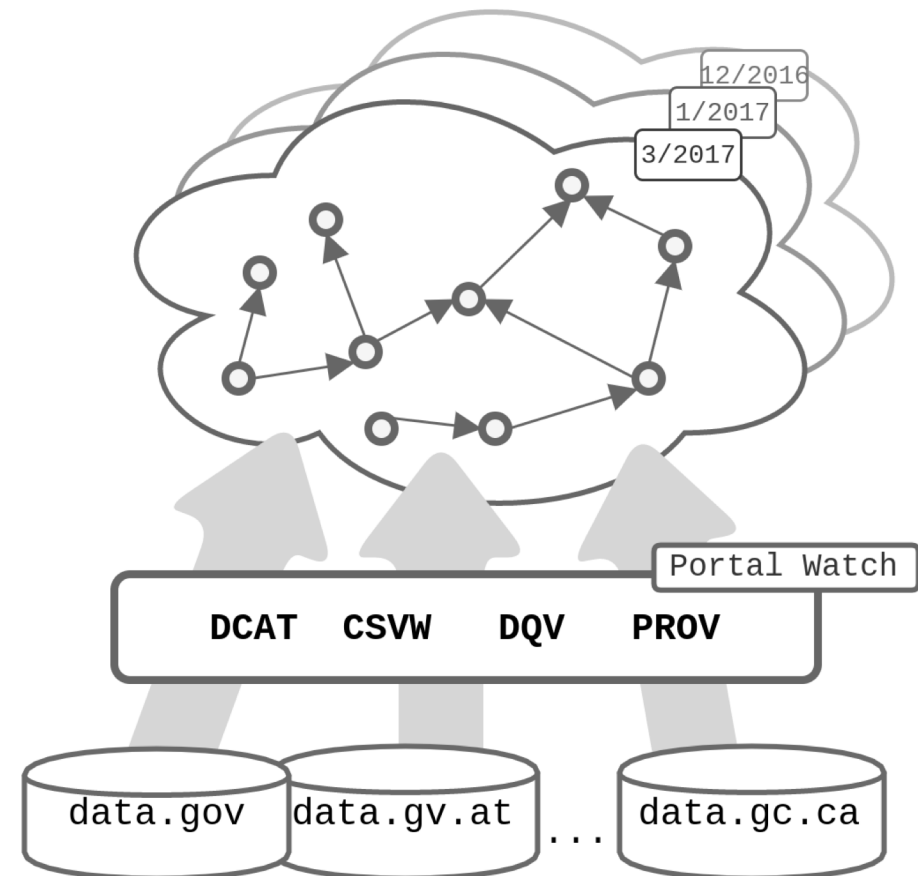 12/2016
1/2017
3/2017
Portal Watch
DCAT CSVW DQV PROV
data.gov data.gv.at ... data.gc.ca